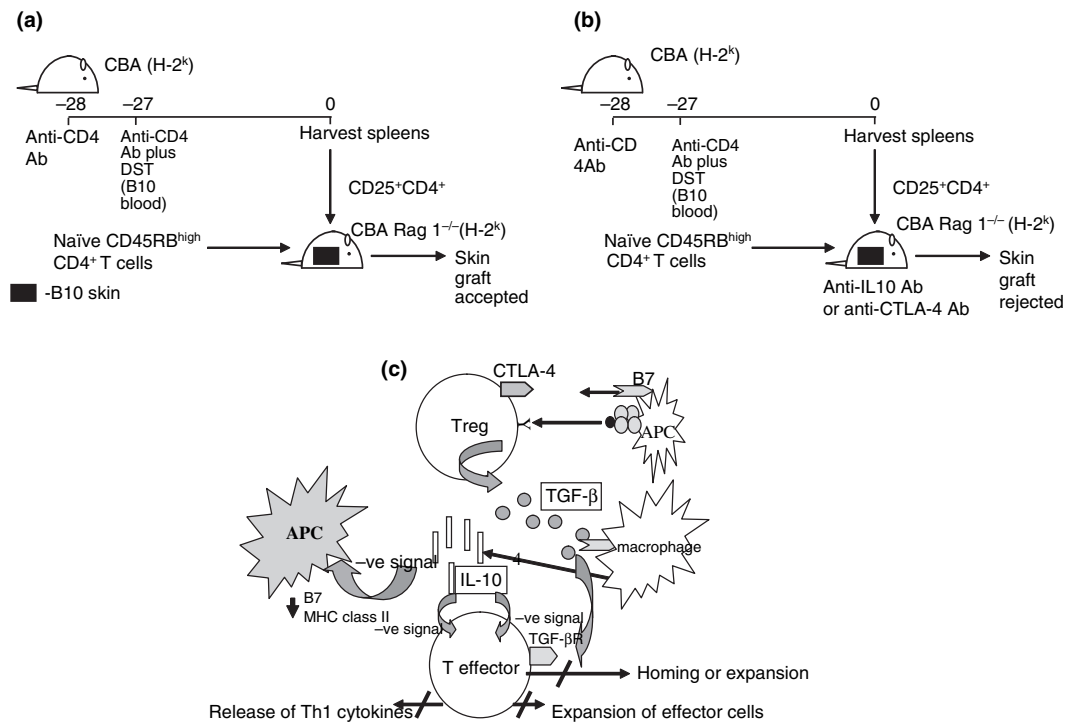 (a)
CBA (H-2ᵏ)
–28
–27
0
Anti-CD4
Ab
Anti-CD4
Ab plus
DST
(B10
blood)
Harvest spleens
CD25⁺CD4⁺
CBA Rag 1⁻/⁻(H-2ᵏ)
Naïve CD45RBʰⁱᵍʰ
CD4⁺ T cells
Skin
graft
accepted
-B10 skin
(b)
CBA (H-2ᵏ)
–28
–27
0
Anti-CD
4Ab
Anti-CD4
Ab plus
DST
(B10
blood)
Harvest spleens
CD25⁺CD4⁺
CBA Rag 1⁻/⁻ (H-2ᵏ)
Naïve CD45RBʰⁱᵍʰ
CD4⁺ T cells
Anti-IL10 Ab
or anti-CTLA-4 Ab
Skin
graft
rejected
(c)
CTLA-4
B7
Treg
APC
TGF-β
APC
macrophage
–ve signal
4
IL-10
B7
MHC class II
–ve signal
–ve signal
TGF-βR
T effector
Homing or expansion
Release of Th1 cytokines
Expansion of effector cells